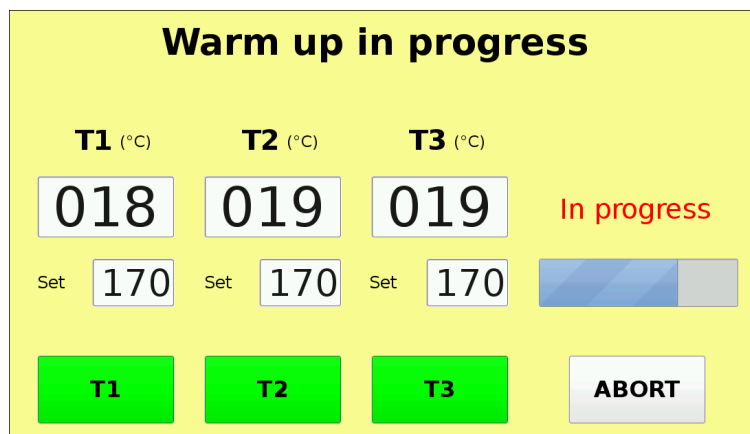 Warm up in progress
T1 (°C) T2 (°C) T3 (°C)
018 019 019 In progress
Set 170 Set 170 Set 170
T1 T2 T3 ABORT